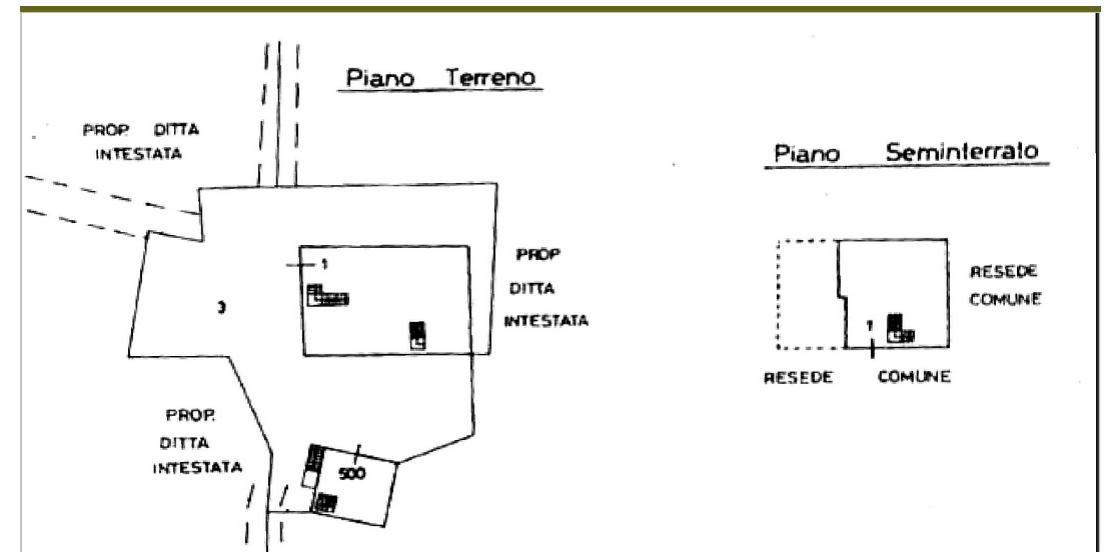 Piano Terreno
PROP. DITTA
INTESTATA
1
PROP
DITTA
INTESTATA
3
PROP.
DITTA
INTESTATA
500
Piano Seminterrato
RESEDE
COMUNE
1
RESEDE COMUNE